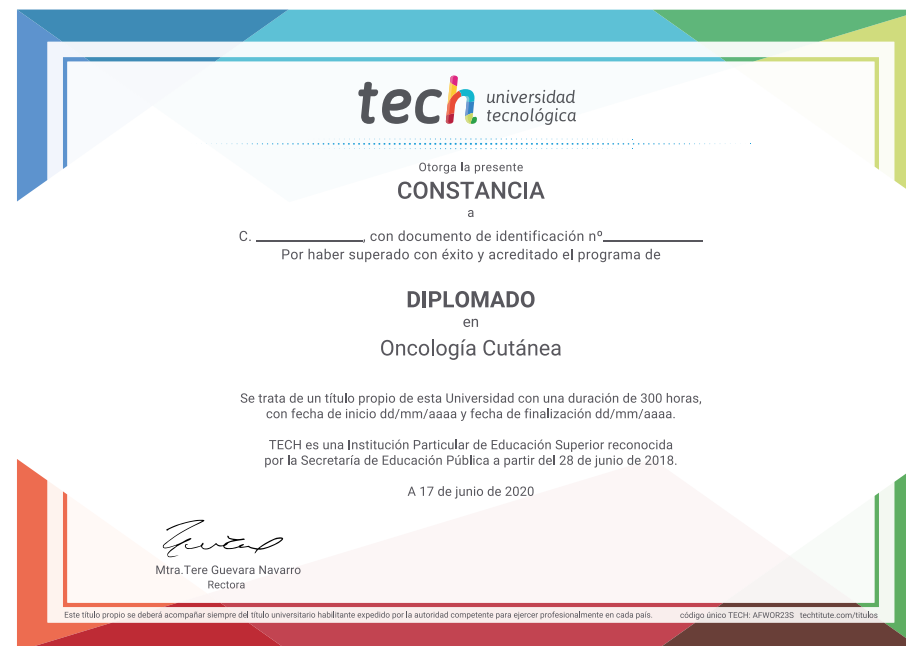 tech universidad
tecnológica
Otorga la presente
CONSTANCIA
a
C. ______________, con documento de identificación nº_____________
Por haber superado con éxito y acreditado el programa de
DIPLOMADO
en
Oncología Cutánea
Se trata de un título propio de esta Universidad con una duración de 300 horas,
con fecha de inicio dd/mm/aaaa y fecha de finalización dd/mm/aaaa.
TECH es una Institución Particular de Educación Superior reconocida
por la Secretaría de Educación Pública a partir del 28 de junio de 2018.
A 17 de junio de 2020
Mtra.Tere Guevara Navarro
Rectora
Este título propio se deberá acompañar siempre del título universitario habilitante expedido por la autoridad competente para ejercer profesionalmente en cada país. código único TECH: AFWOR23S techtitute.com/titulos